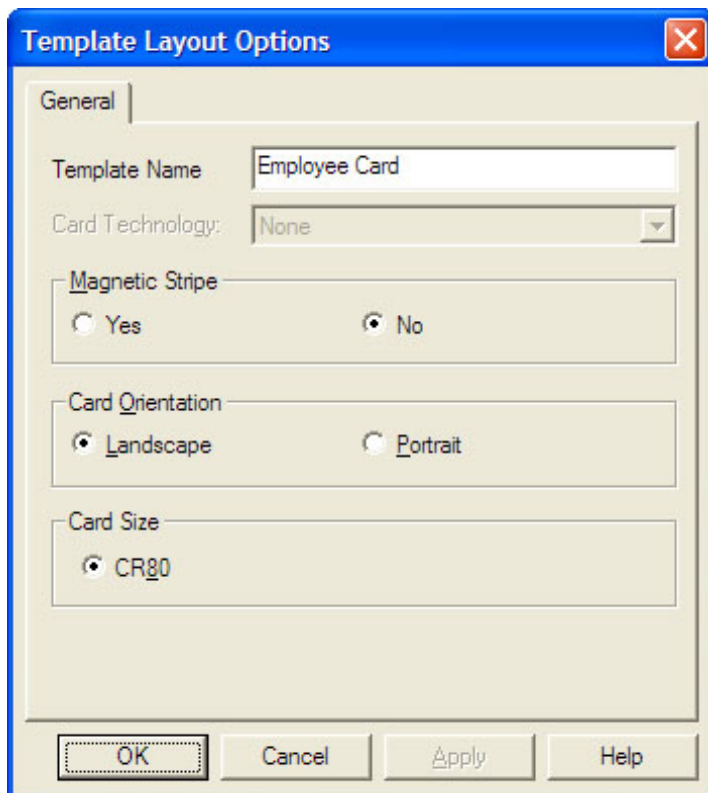 Template Layout Options
General
Template Name Employee Card
Card Technology: None
Magnetic Stripe
Yes No
Card Orientation
Landscape Portrait
Card Size
CR80
OK Cancel Apply Help